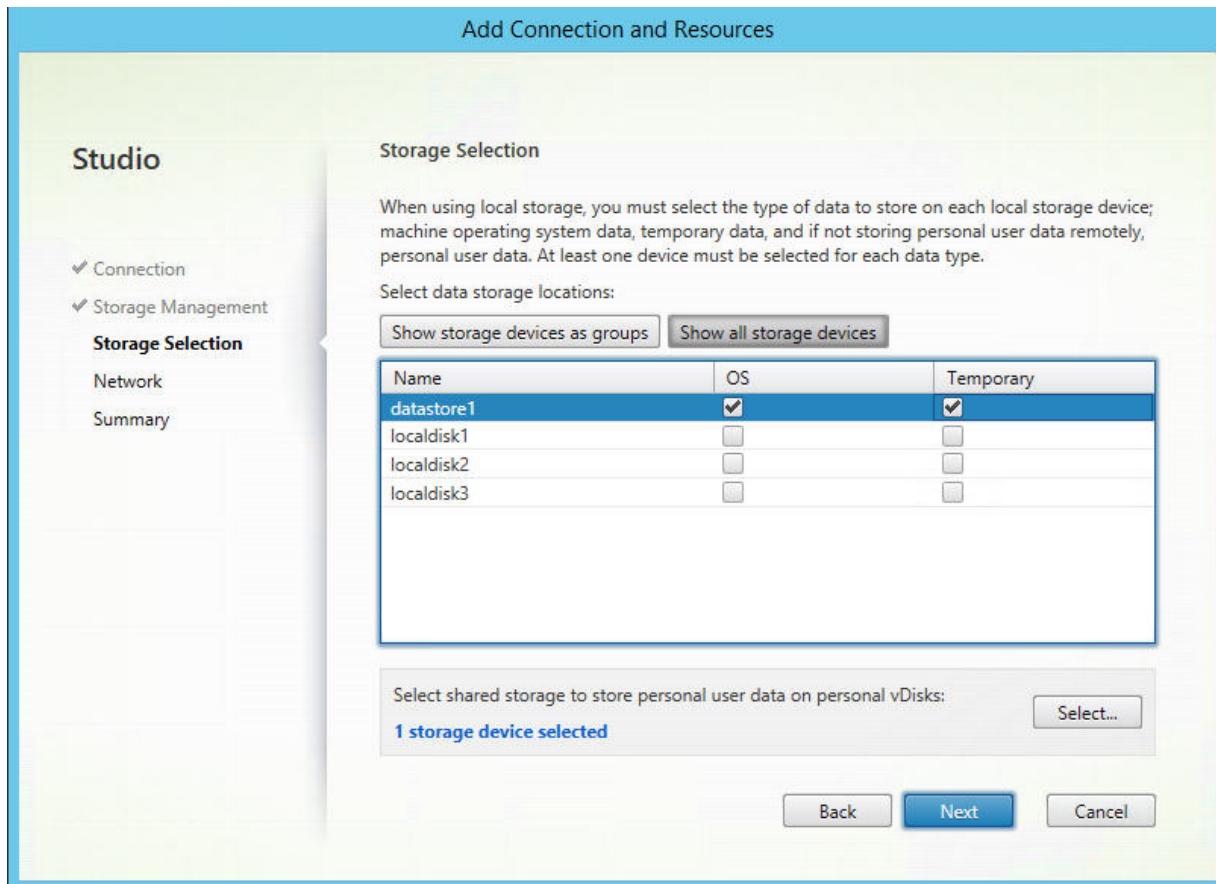 Add Connection and Resources
Studio
Connection
Storage Management
Storage Selection
Network
Summary
Storage Selection
When using local storage, you must select the type of data to store on each local storage device;
machine operating system data, temporary data, and if not storing personal user data remotely,
personal user data. At least one device must be selected for each data type.
Select data storage locations:
Show storage devices as groups Show all storage devices
Name OS Temporary
datastore1
localdisk1
localdisk2
localdisk3
Select shared storage to store personal user data on personal vDisks:
Select...
1 storage device selected
Back Next Cancel